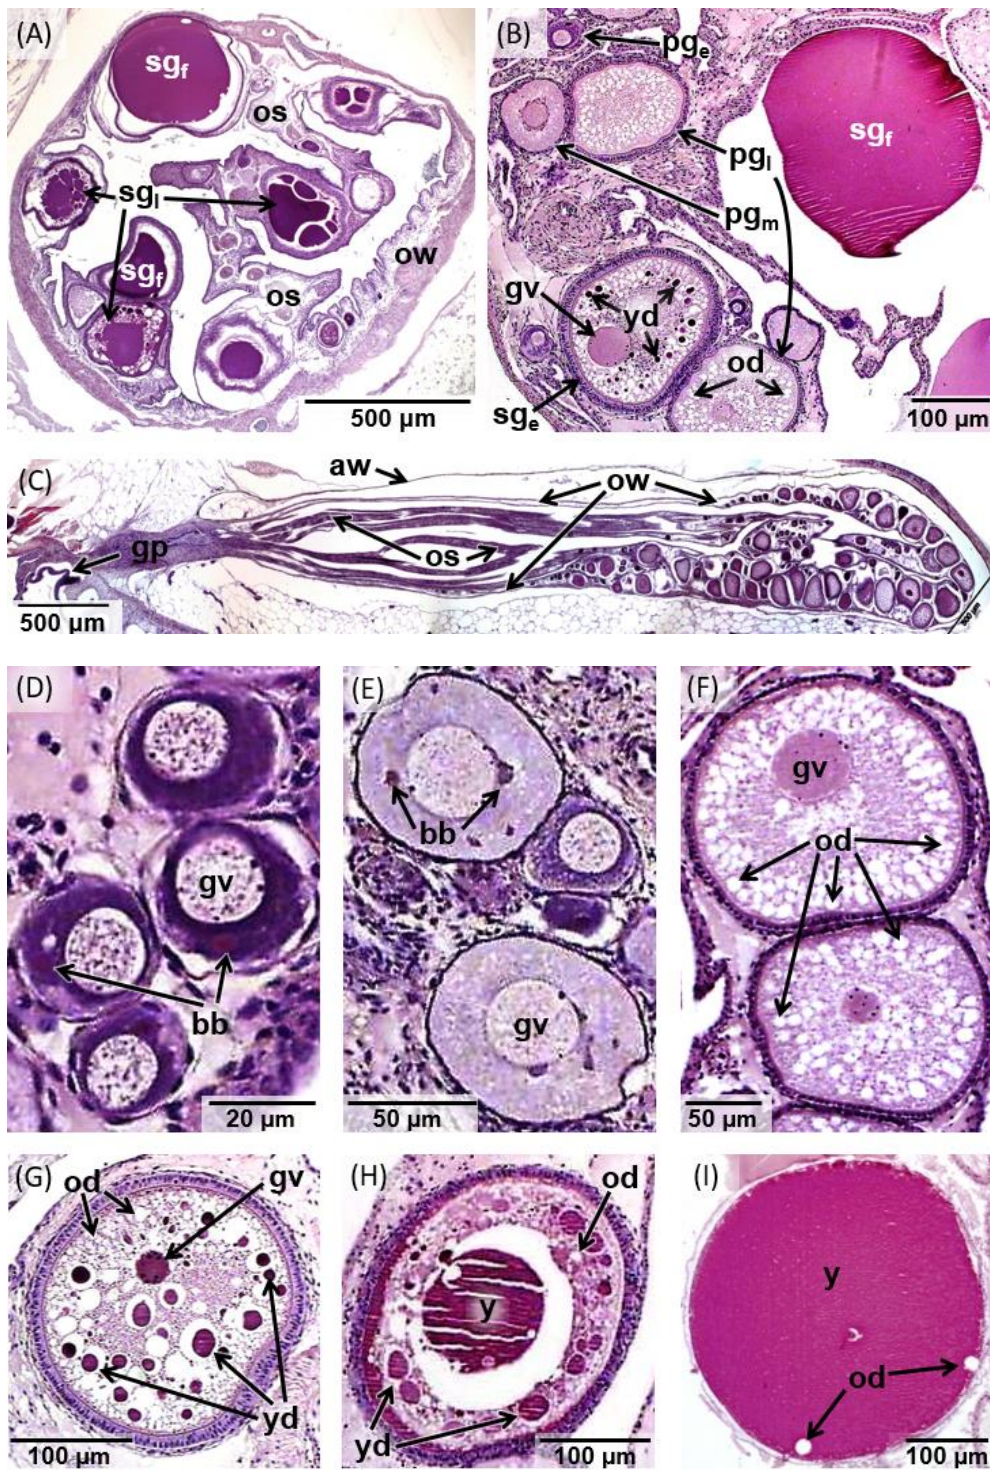 (A)
sgf
os
sgl
sgf
os
ow
500 µm
(B)
pge
sgf
pgl
pgm
gv
yd
od
sge
100 µm
(C)
aw
ow
gp
os
500 µm
(D)
gv
bb
20 µm
(E)
bb
gv
50 µm
(F)
gv
od
50 µm
(G)
od
gv
yd
100 µm
(H)
od
y
yd
100 µm
(I)
y
od
100 µm